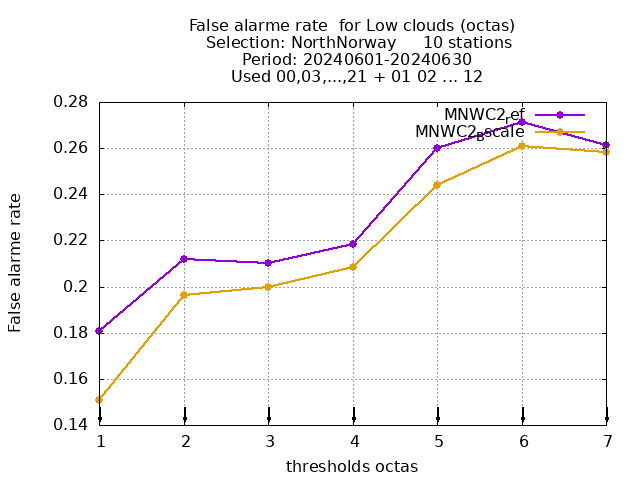 False alarme rate  for Low clouds (octas)
Selection: NorthNorway     10 stations
Period: 20240601-20240630
Used 00,03,...,21 + 01 02 ... 12
0.28
MNWC2ref
MNWC2Bscale
0.26
0.24
0.22
0.2
0.18
0.16
0.14
False alarme rate
1 2 3 4 5 6 7
thresholds octas